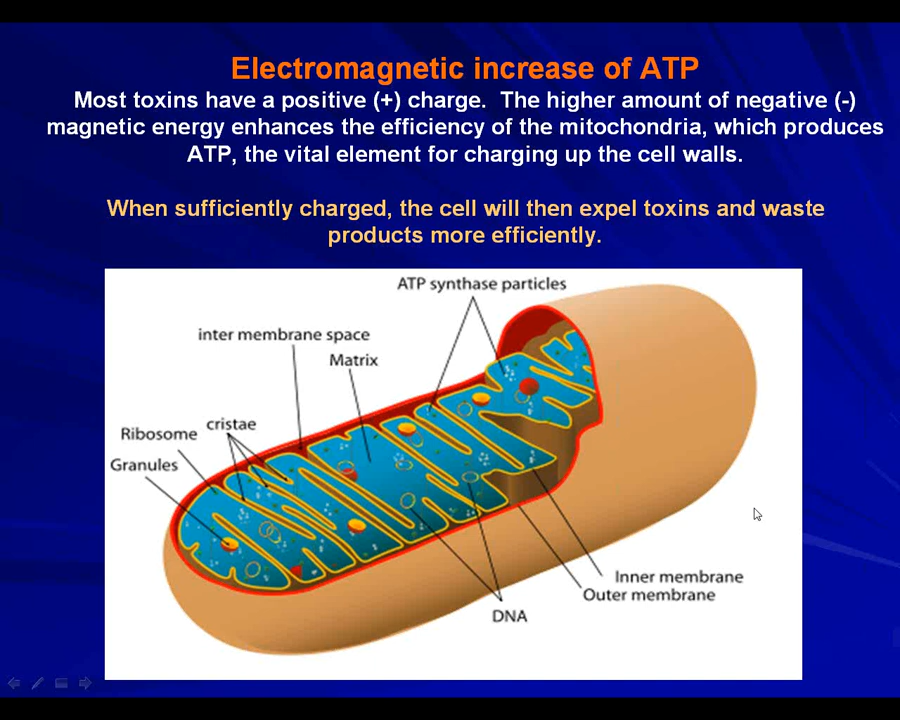 Electromagnetic increase of ATP
Most toxins have a positive (+) charge.  The higher amount of negative (-)
magnetic energy enhances the efficiency of the mitochondria, which produces
ATP, the vital element for charging up the cell walls.
When sufficiently charged, the cell will then expel toxins and waste
products more efficiently.
ATP synthase particles
inter membrane space
Matrix
cristae
Ribosome
Granules
Inner membrane
Outer membrane
DNA